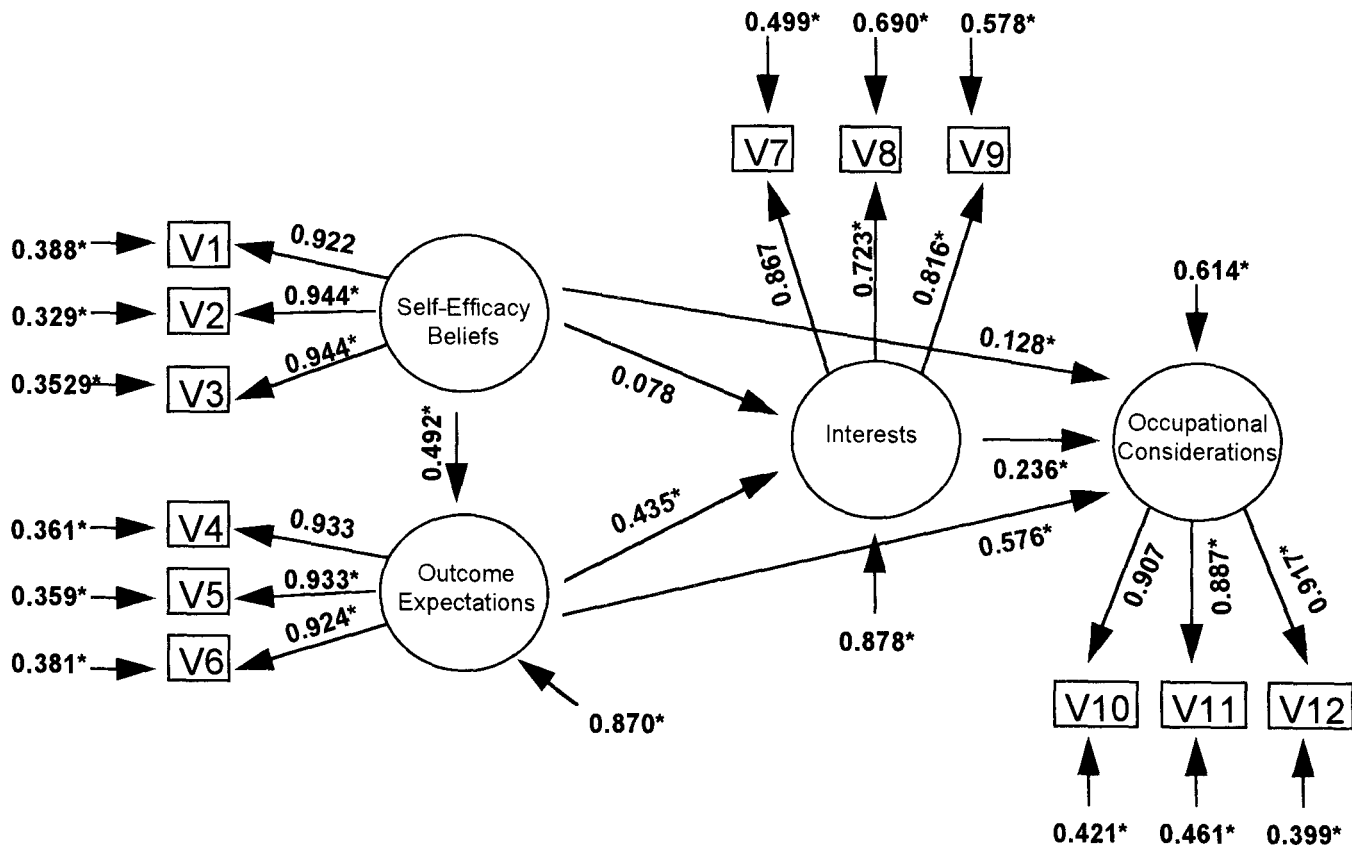 0.499*
0.690*
0.578*
V7
V8
V9
0.867
0.723*
0.816*
0.388*
V1
0.922
0.329*
V2
0.944*
0.3529*
V3
0.944*
Self-Efficacy
Beliefs
0.128*
0.078
0.614*
0.492*
Interests
0.236*
Occupational
Considerations
0.435*
0.576*
0.361*
V4
0.933
0.359*
V5
0.933*
0.381*
V6
0.924*
Outcome
Expectations
0.870*
0.878*
0.907
0.887*
0.917*
V10
V11
V12
0.421*
0.461*
0.399*